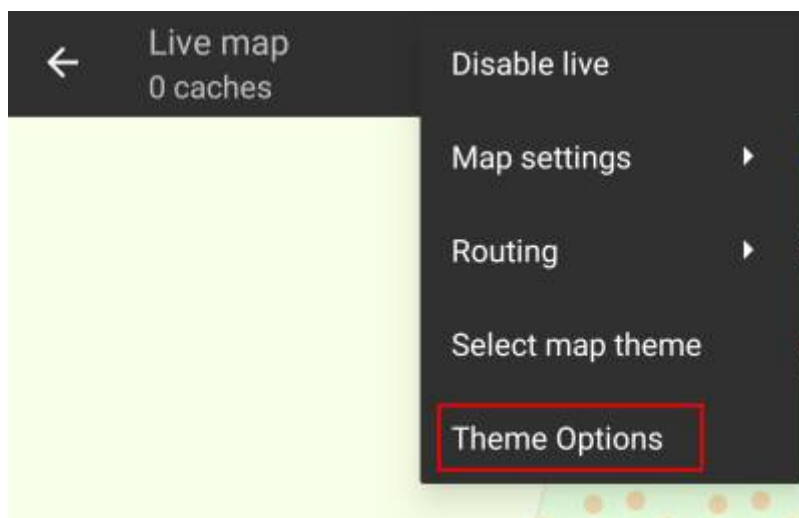 Live map
0 caches
Disable live
Map settings
Routing
Select map theme
Theme Options